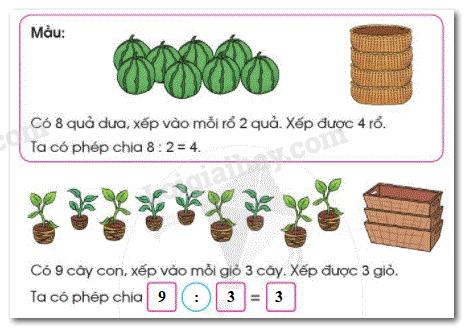 Mẫu:
Có 8 quả dưa, xếp vào mỗi rổ 2 quả. Xếp được 4 rổ.
Ta có phép chia 8 : 2 = 4.
Loigiaihay.com
Có 9 cây con, xếp vào mỗi giỏ 3 cây. Xếp được 3 giỏ.
Ta có phép chia 9 : 3 = 3